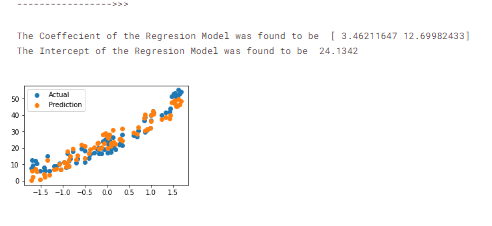 ----------------->>>
The Coeffecient of the Regresion Model was found to be  [ 3.46211647 12.69982433]
The Intercept of the Regresion Model was found to be  24.1342
Actual
Prediction
50
40
30
20
10
0
−1.5 −1.0 −0.5 0.0 0.5 1.0 1.5